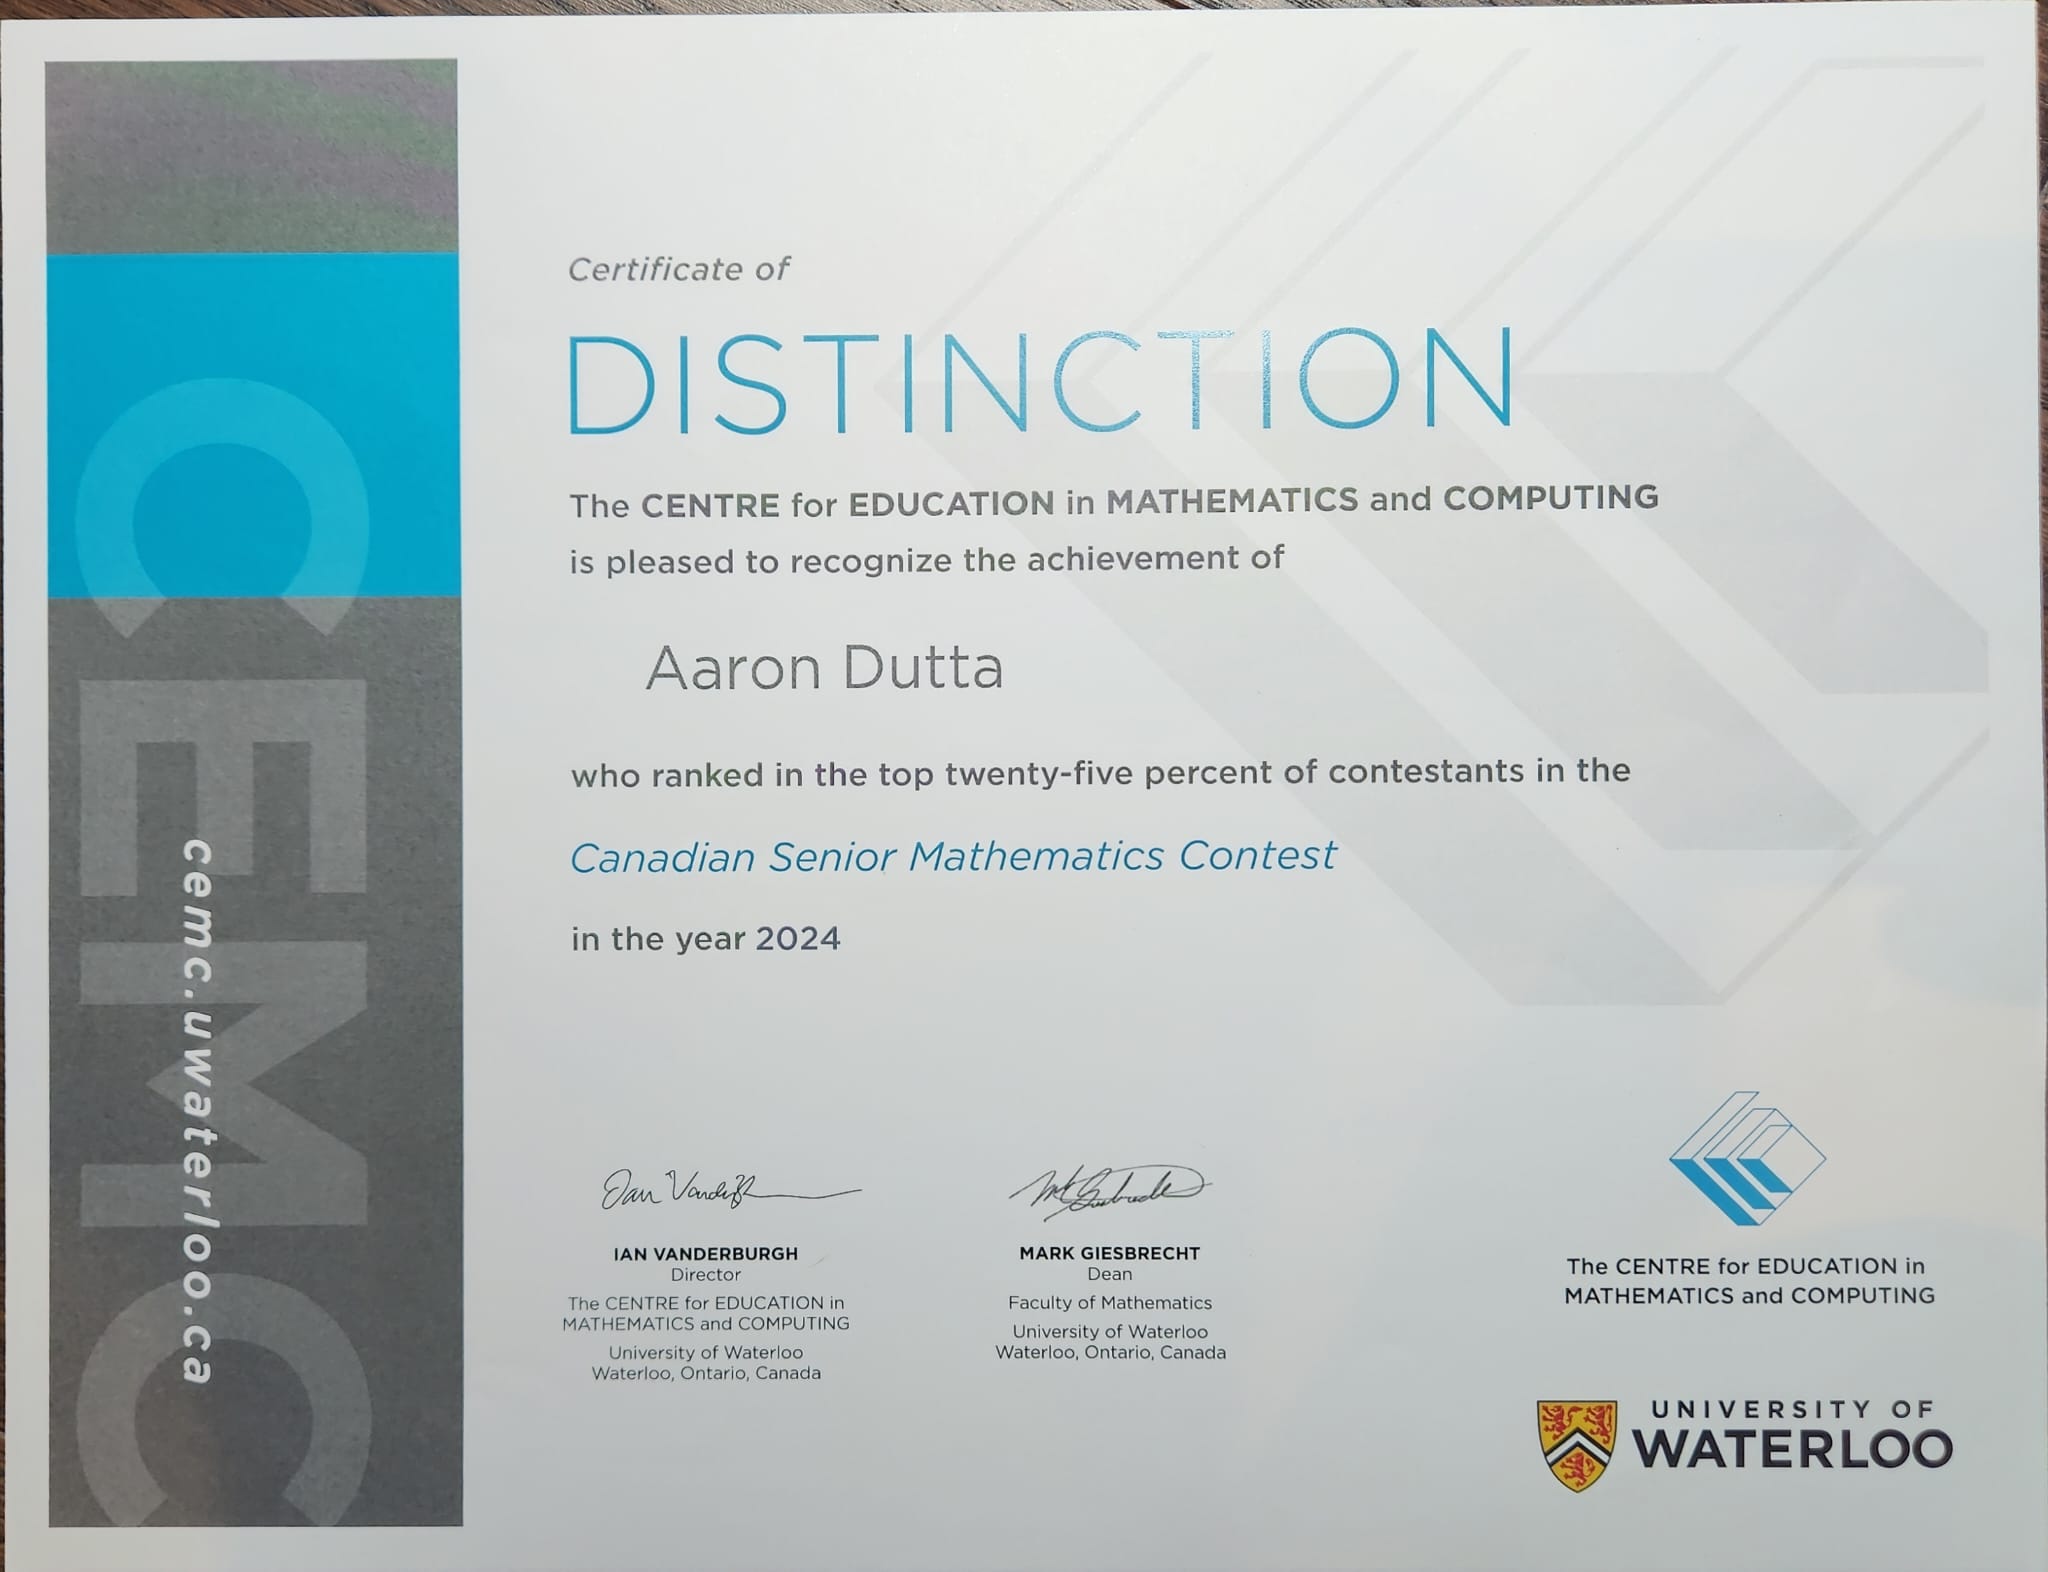 Certificate of
DISTINCTION
The CENTRE for EDUCATION in MATHEMATICS and COMPUTING
is pleased to recognize the achievement of
Aaron Dutta
who ranked in the top twenty-five percent of contestants in the
Canadian Senior Mathematics Contest
in the year 2024
CEMC
cemc.uwaterloo.ca
Ian Vanderburgh
IAN VANDERBURGH
Director
The CENTRE for EDUCATION in
MATHEMATICS and COMPUTING
University of Waterloo
Waterloo, Ontario, Canada
MARK GIESBRECHT
Dean
Faculty of Mathematics
University of Waterloo
Waterloo, Ontario, Canada
The CENTRE for EDUCATION in
MATHEMATICS and COMPUTING
UNIVERSITY OF
WATERLOO